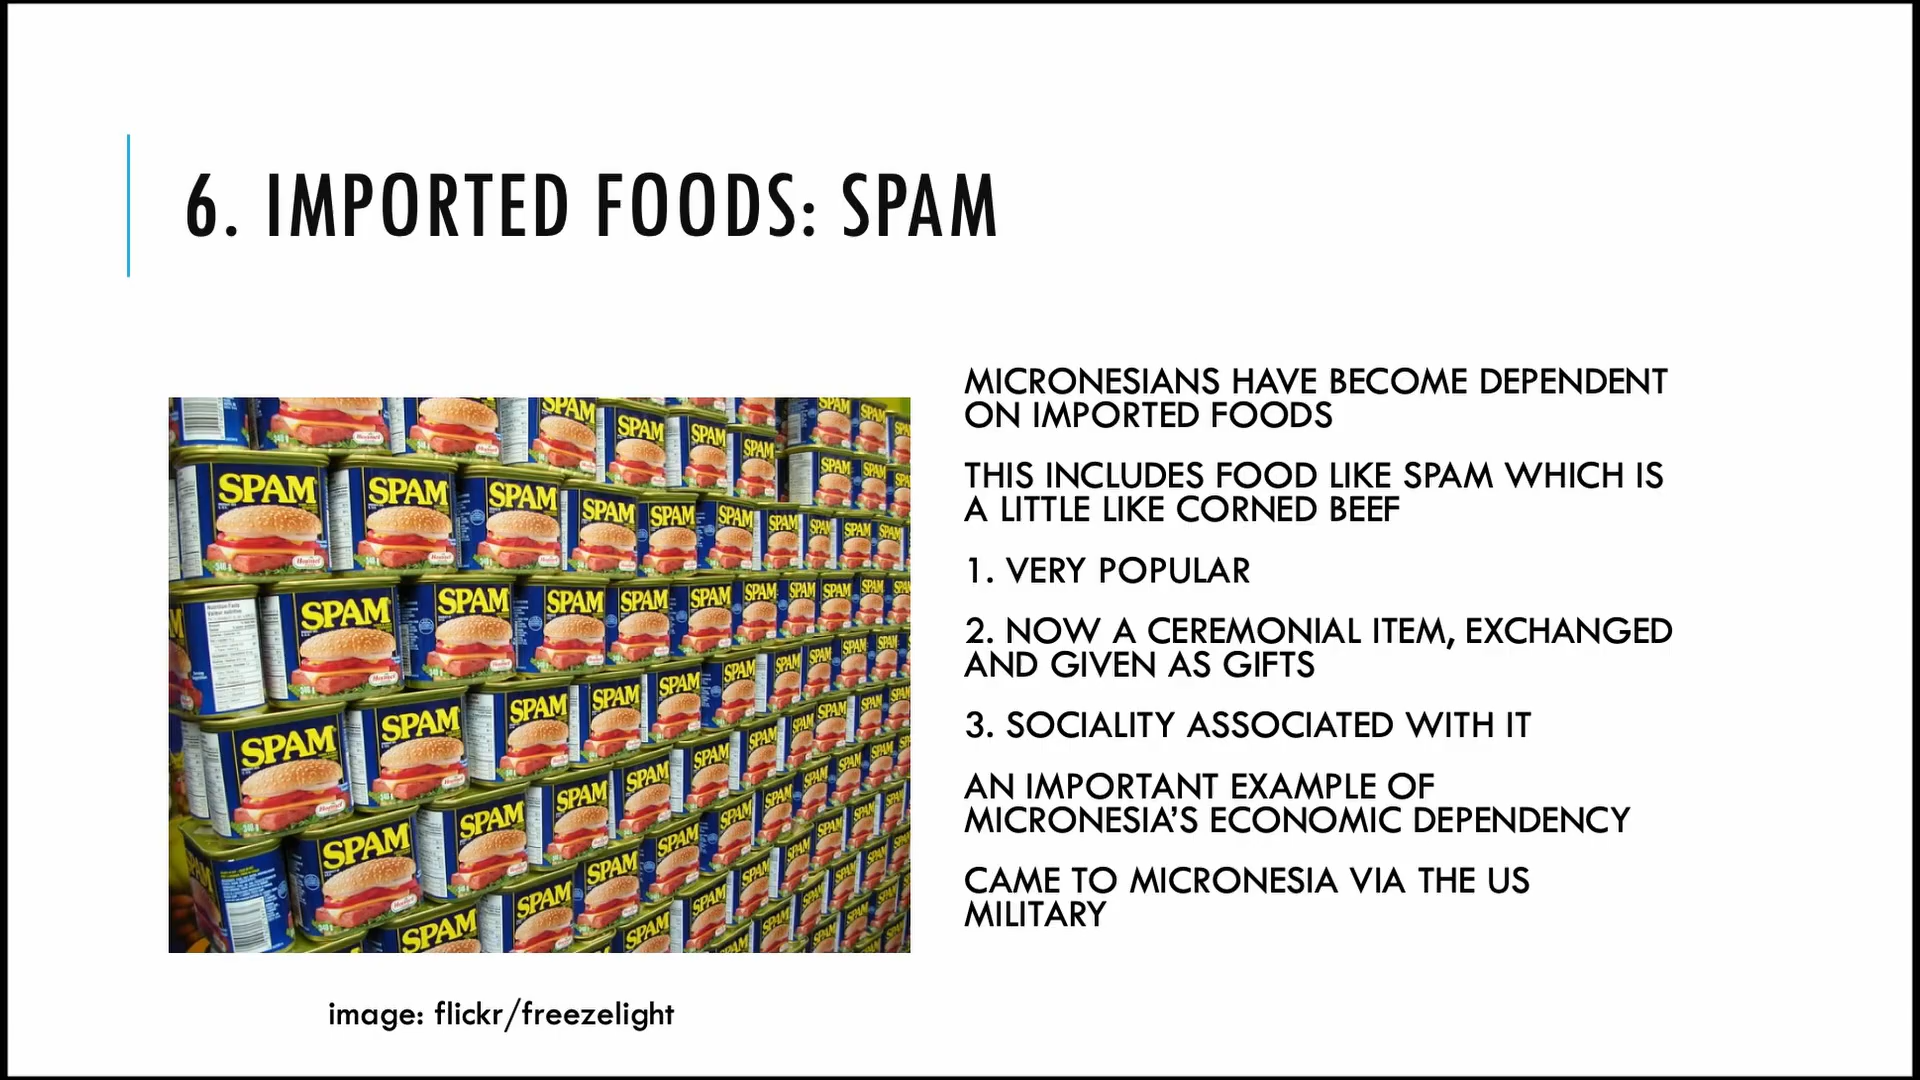 6. IMPORTED FOODS: SPAM
MICRONESIANS HAVE BECOME DEPENDENT
ON IMPORTED FOODS
THIS INCLUDES FOOD LIKE SPAM WHICH IS
A LITTLE LIKE CORNED BEEF
1. VERY POPULAR
2. NOW A CEREMONIAL ITEM, EXCHANGED
AND GIVEN AS GIFTS
3. SOCIALITY ASSOCIATED WITH IT
AN IMPORTANT EXAMPLE OF
MICRONESIA'S ECONOMIC DEPENDENCY
CAME TO MICRONESIA VIA THE US
MILITARY
SPAM
image: flickr/freezelight